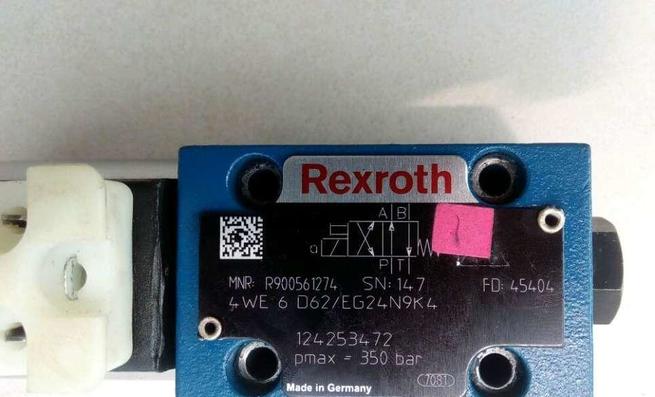 Rexroth
A B
a
P T
MNR: R900561274 SN: 147 FD: 45404
4WE 6 D62/EG24N9K4
124253472
pmax = 350 bar
Made in Germany
7081